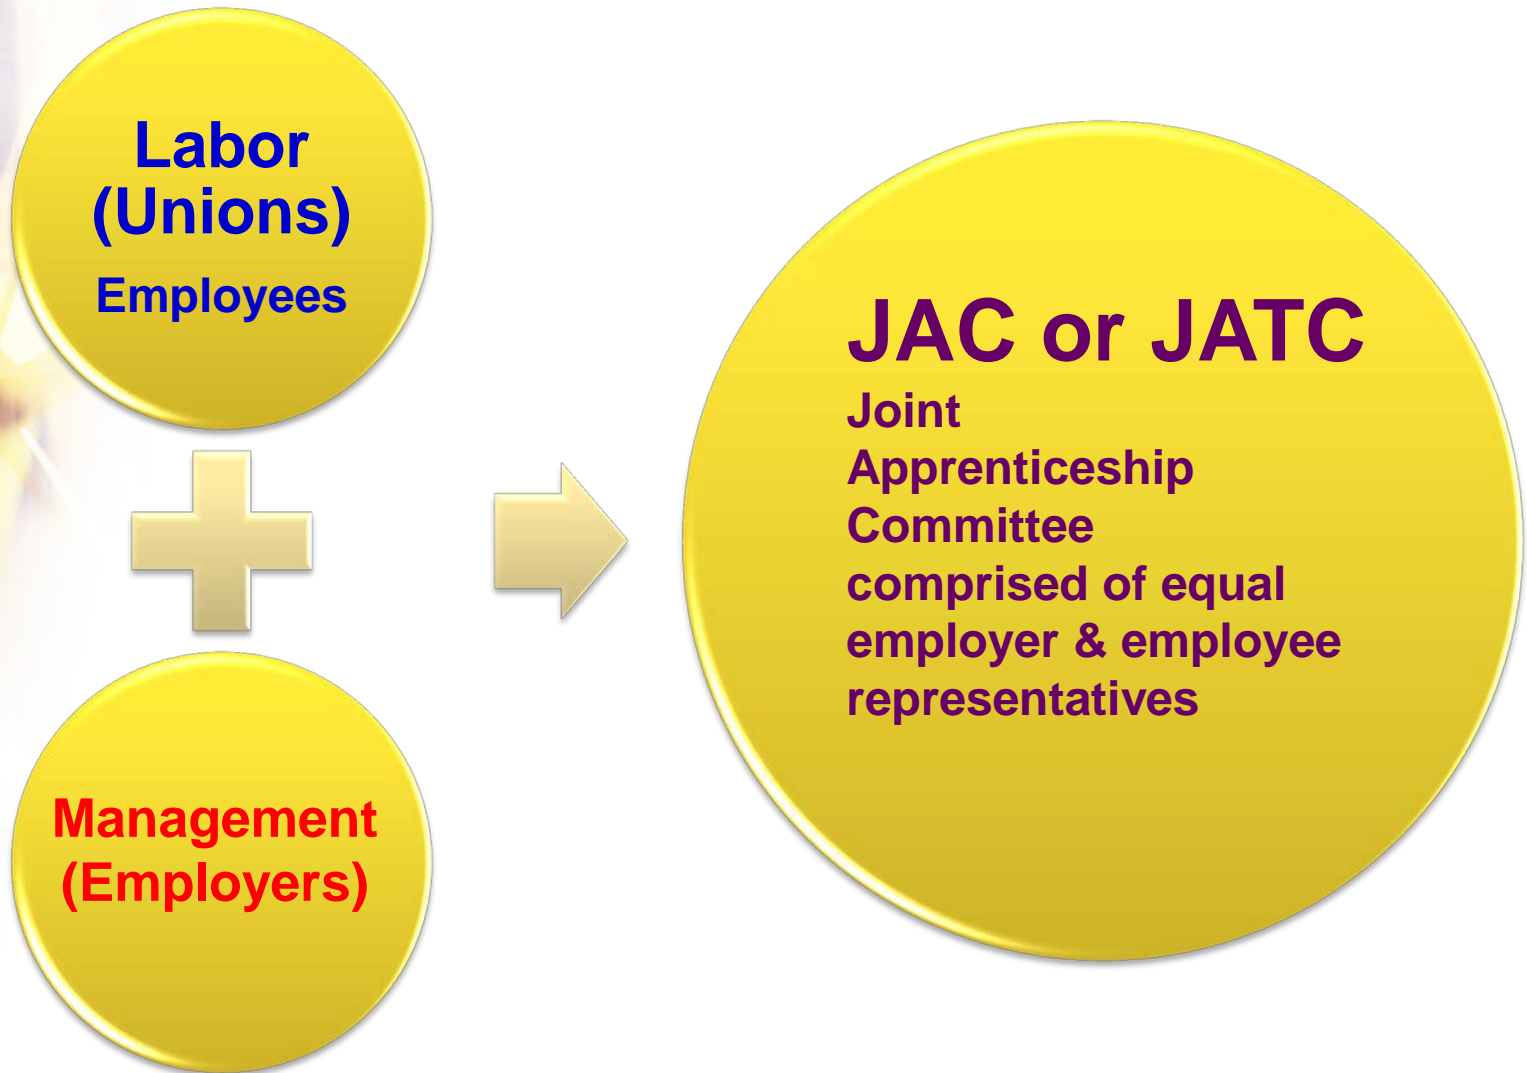 Labor
(Unions)
Employees
Management
(Employers)
JAC or JATC
Joint
Apprenticeship
Committee
comprised of equal
employer & employee
representatives